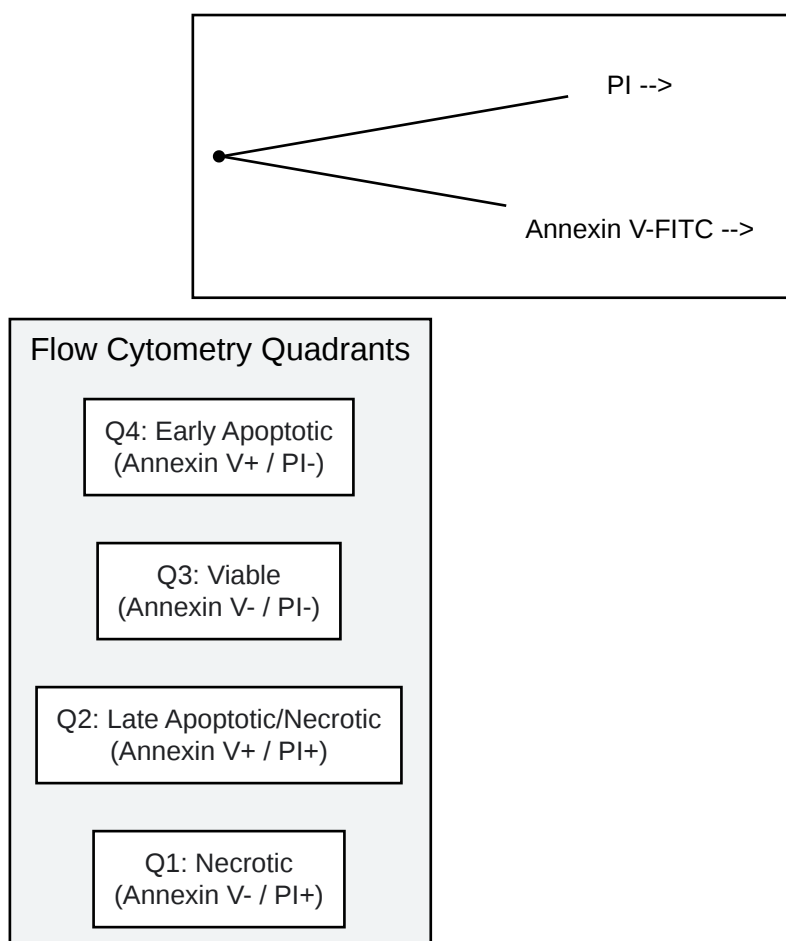 PI -->
Annexin V-FITC -->
Flow Cytometry Quadrants
Q4: Early Apoptotic
(Annexin V+ / PI-)
Q3: Viable
(Annexin V- / PI-)
Q2: Late Apoptotic/Necrotic
(Annexin V+ / PI+)
Q1: Necrotic
(Annexin V- / PI+)